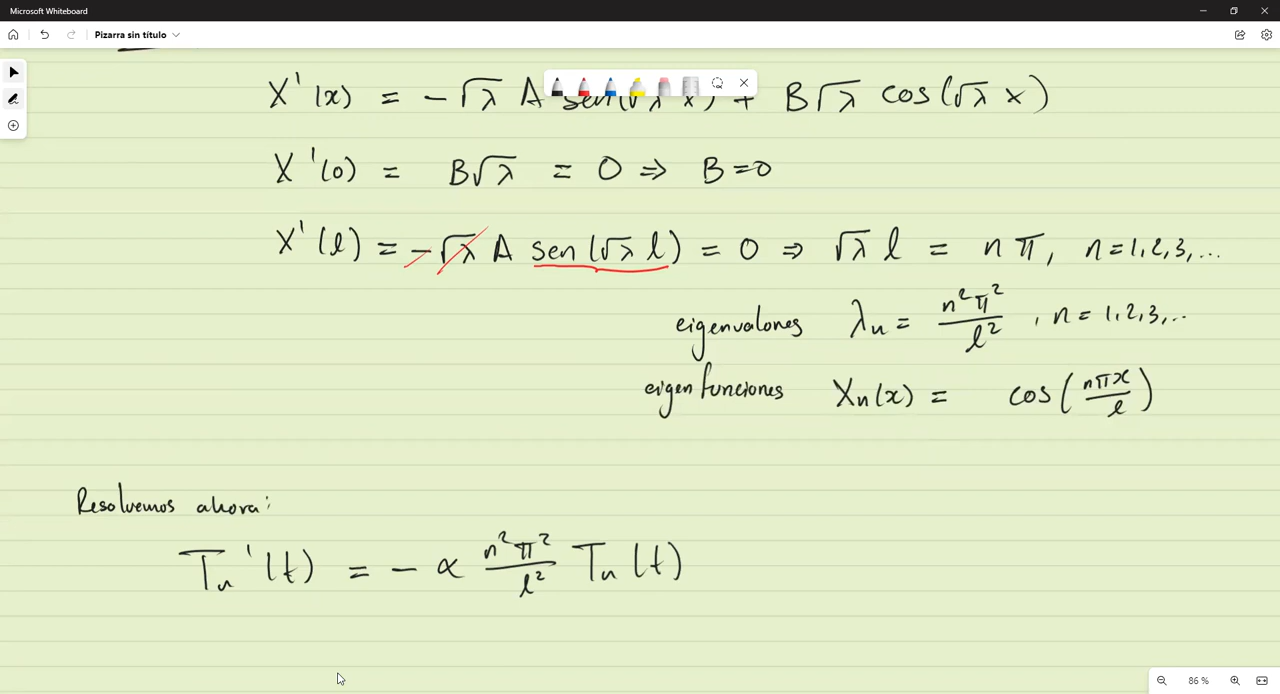 Microsoft Whiteboard
Pizarra sin título
X'(x) = -√λ A sen(√λ x) + B√λ cos(√λ x)
X'(0) = B√λ = 0 ⇒ B=0
X'(l) = -√λ A sen(√λ l) = 0 ⇒ √λ l = nπ, n=1,2,3,...
eigenvalores λn = n²π²/l² , n=1,2,3,..
eigenfunciones Xn(x) = cos(nπx/l)
Resolvemos ahora:
Tn'(t) = -α n²π²/l² Tn(t)
86 %